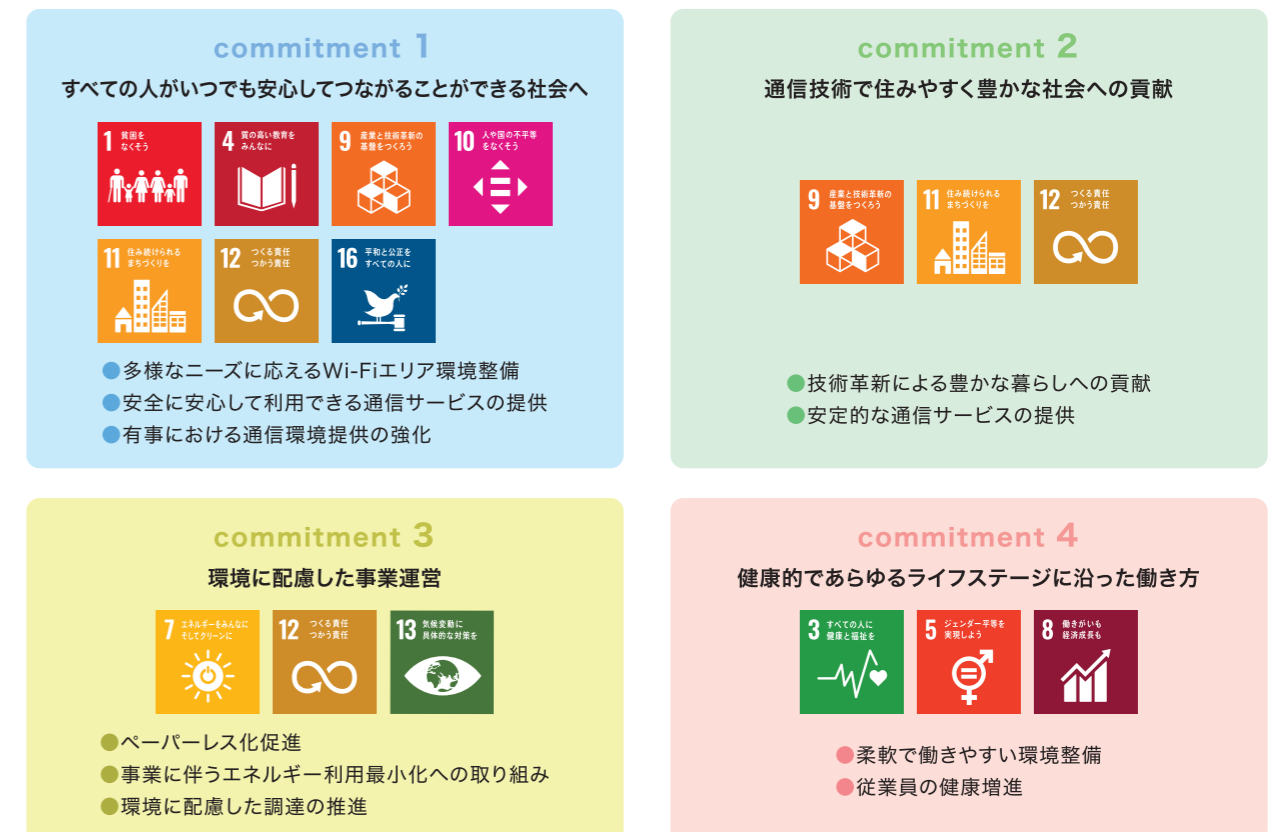 commitment 1
すべての人がいつでも安心してつながることができる社会へ
1 貧困を
なくそう
4 質の高い教育を
みんなに
9 産業と技術革新の
基盤をつくろう
10 人や国の不平等
をなくそう
11 住み続けられる
まちづくりを
12 つくる責任
つかう責任
16 平和と公正を
すべての人に
●多様なニーズに応えるWi-Fiエリア環境整備
●安全に安心して利用できる通信サービスの提供
●有事における通信環境提供の強化
commitment 2
通信技術で住みやすく豊かな社会への貢献
9 産業と技術革新の
基盤をつくろう
11 住み続けられる
まちづくりを
12 つくる責任
つかう責任
●技術革新による豊かな暮らしへの貢献
●安定的な通信サービスの提供
commitment 3
環境に配慮した事業運営
7 エネルギーをみんなに
そしてクリーンに
12 つくる責任
つかう責任
13 気候変動に
具体的な対策を
●ペーパーレス化促進
●事業に伴うエネルギー利用最小化への取り組み
●環境に配慮した調達の推進
commitment 4
健康的であらゆるライフステージに沿った働き方
3 すべての人に
健康と福祉を
5 ジェンダー平等を
実現しよう
8 働きがいも
経済成長も
●柔軟で働きやすい環境整備
●従業員の健康増進